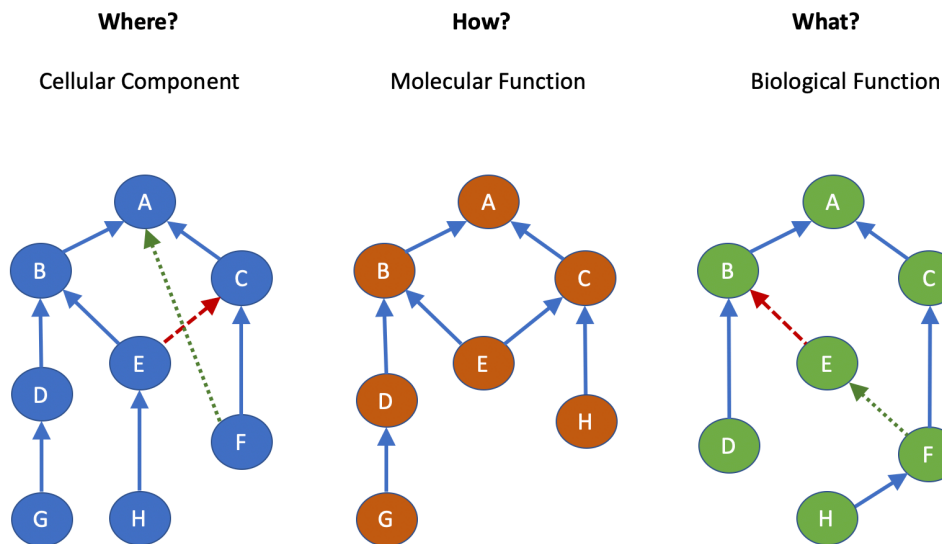 Where?
How?
What?
Cellular Component
Molecular Function
Biological Function
A
A
A
B
C
B
C
B
C
E
E
E
D
D
H
F
D
F
G
H
G
H